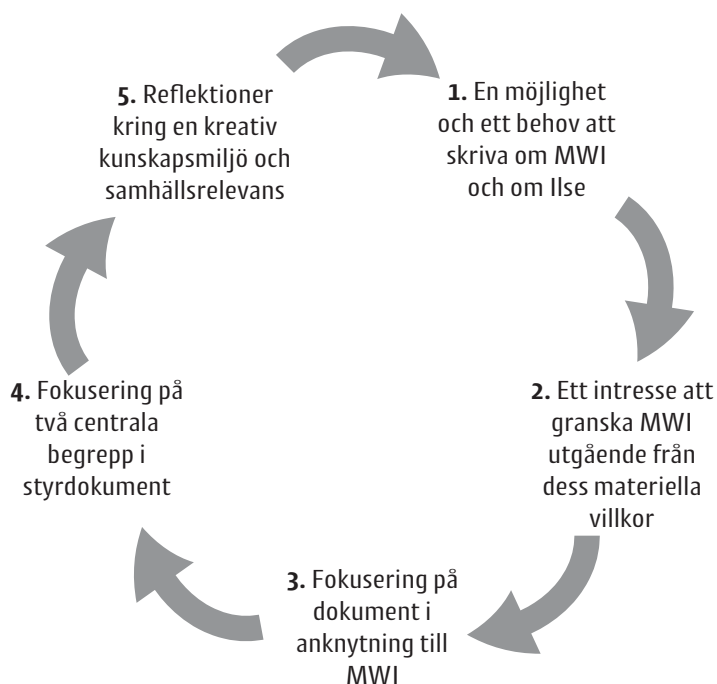 1. En möjlighet
och ett behov att
skriva om MWI
och om Ilse
2. Ett intresse att
granska MWI
utgående från
dess materiella
villkor
3. Fokusering på
dokument i
anknytning till
MWI
4. Fokusering på
två centrala
begrepp i
styrdokument
5. Reflektioner
kring en kreativ
kunskapsmiljö och
samhällsrelevans